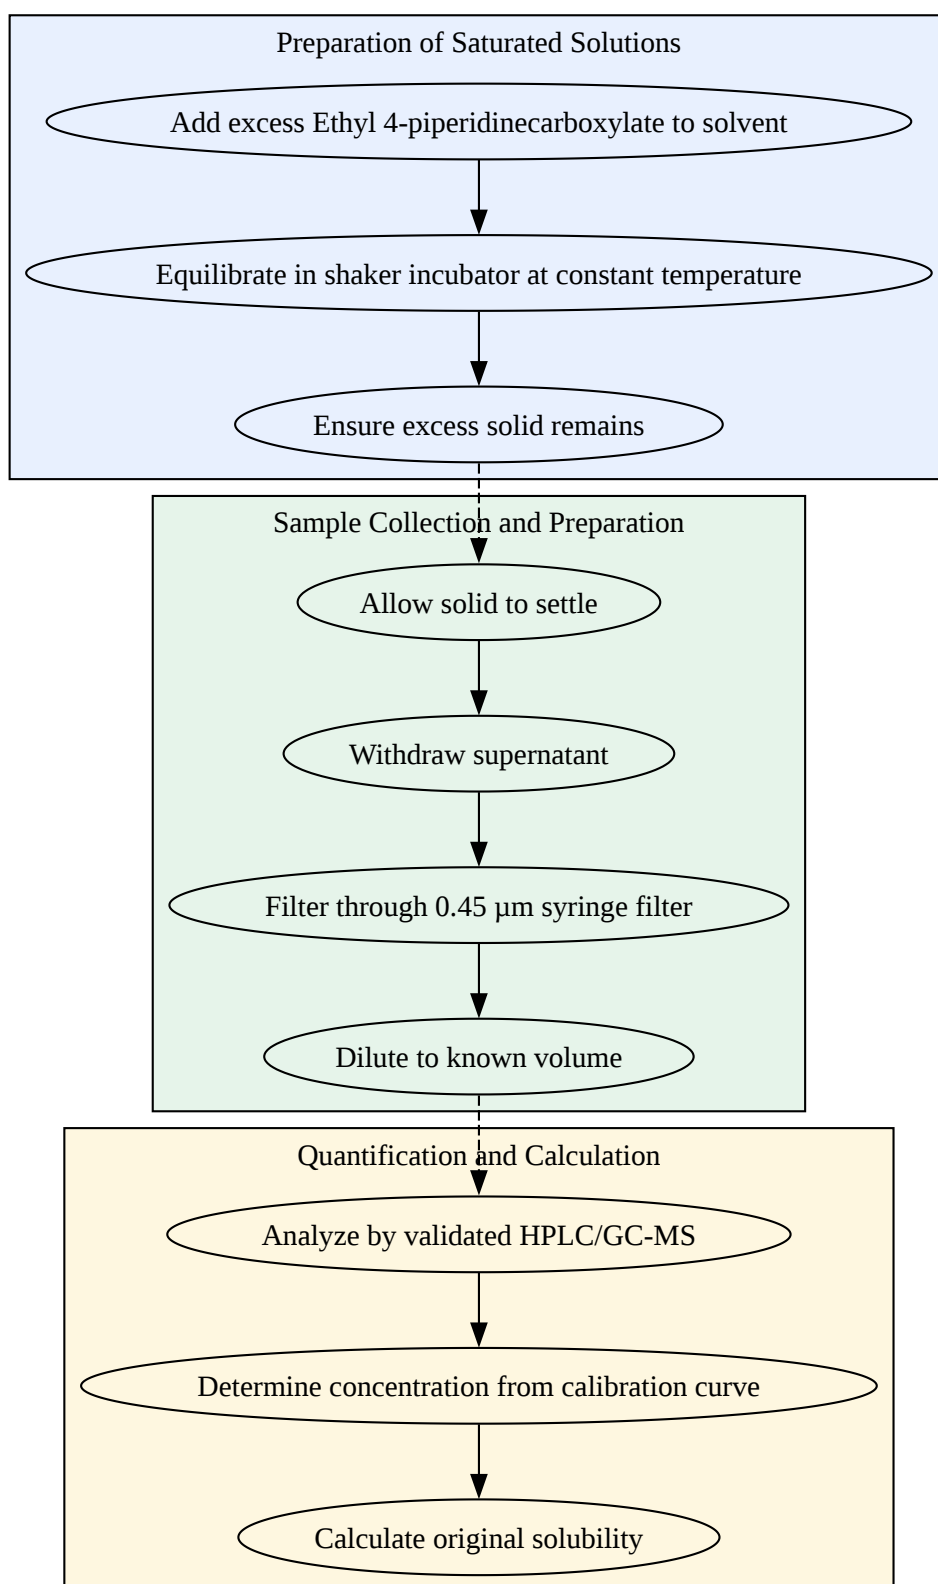 Preparation of Saturated Solutions
Add excess Ethyl 4-piperidinecarboxylate to solvent
Equilibrate in shaker incubator at constant temperature
Ensure excess solid remains
Sample Collection and Preparation
Allow solid to settle
Withdraw supernatant
Filter through 0.45 µm syringe filter
Dilute to known volume
Quantification and Calculation
Analyze by validated HPLC/GC-MS
Determine concentration from calibration curve
Calculate original solubility